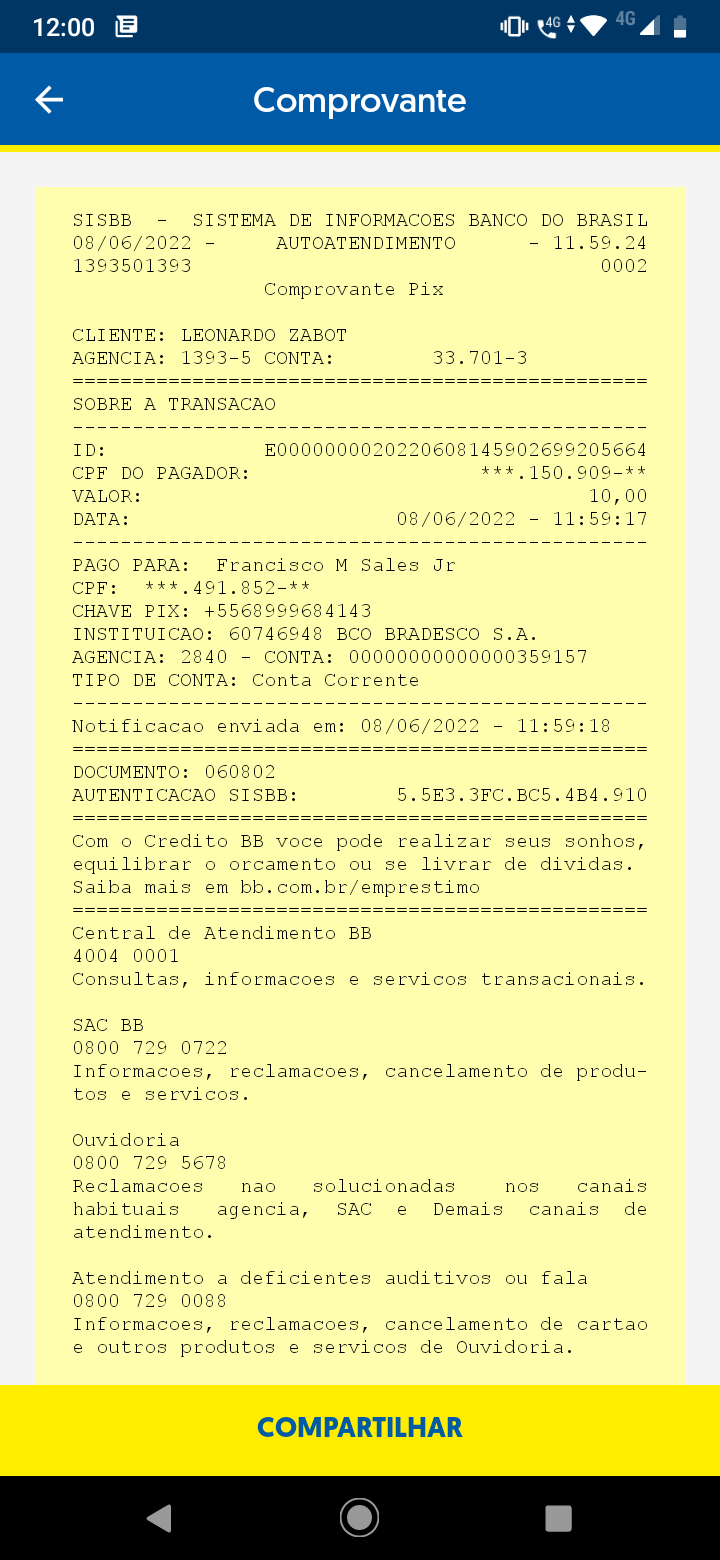 12:00
4G
4G
Comprovante
SISBB - SISTEMA DE INFORMACOES BANCO DO BRASIL
08/06/2022 - AUTOATENDIMENTO - 11.59.24
1393501393 0002
Comprovante Pix
CLIENTE: LEONARDO ZABOT
AGENCIA: 1393-5 CONTA: 33.701-3
================================================
SOBRE A TRANSACAO
------------------------------------------------
ID: E0000000020220608145902699205664
CPF DO PAGADOR: ***.150.909-**
VALOR: 10,00
DATA: 08/06/2022 - 11:59:17
------------------------------------------------
PAGO PARA: Francisco M Sales Jr
CPF: ***.491.852-**
CHAVE PIX: +5568999684143
INSTITUICAO: 60746948 BCO BRADESCO S.A.
AGENCIA: 2840 - CONTA: 00000000000000359157
TIPO DE CONTA: Conta Corrente
------------------------------------------------
Notificacao enviada em: 08/06/2022 - 11:59:18
================================================
DOCUMENTO: 060802
AUTENTICACAO SISBB: 5.5E3.3FC.BC5.4B4.910
================================================
Com o Credito BB voce pode realizar seus sonhos,
equilibrar o orcamento ou se livrar de dividas.
Saiba mais em bb.com.br/emprestimo
================================================
Central de Atendimento BB
4004 0001
Consultas, informacoes e servicos transacionais.
SAC BB
0800 729 0722
Informacoes, reclamacoes, cancelamento de produ-
tos e servicos.
Ouvidoria
0800 729 5678
Reclamacoes nao solucionadas nos canais
habituais agencia, SAC e Demais canais de
atendimento.
Atendimento a deficientes auditivos ou fala
0800 729 0088
Informacoes, reclamacoes, cancelamento de cartao
e outros produtos e servicos de Ouvidoria.
COMPARTILHAR